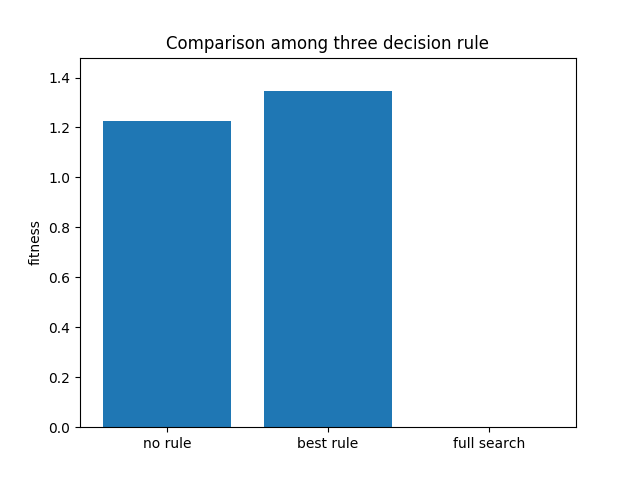 Comparison among three decision rule
fitness
1.4
1.2
1.0
0.8
0.6
0.4
0.2
0.0
no rule
best rule
full search